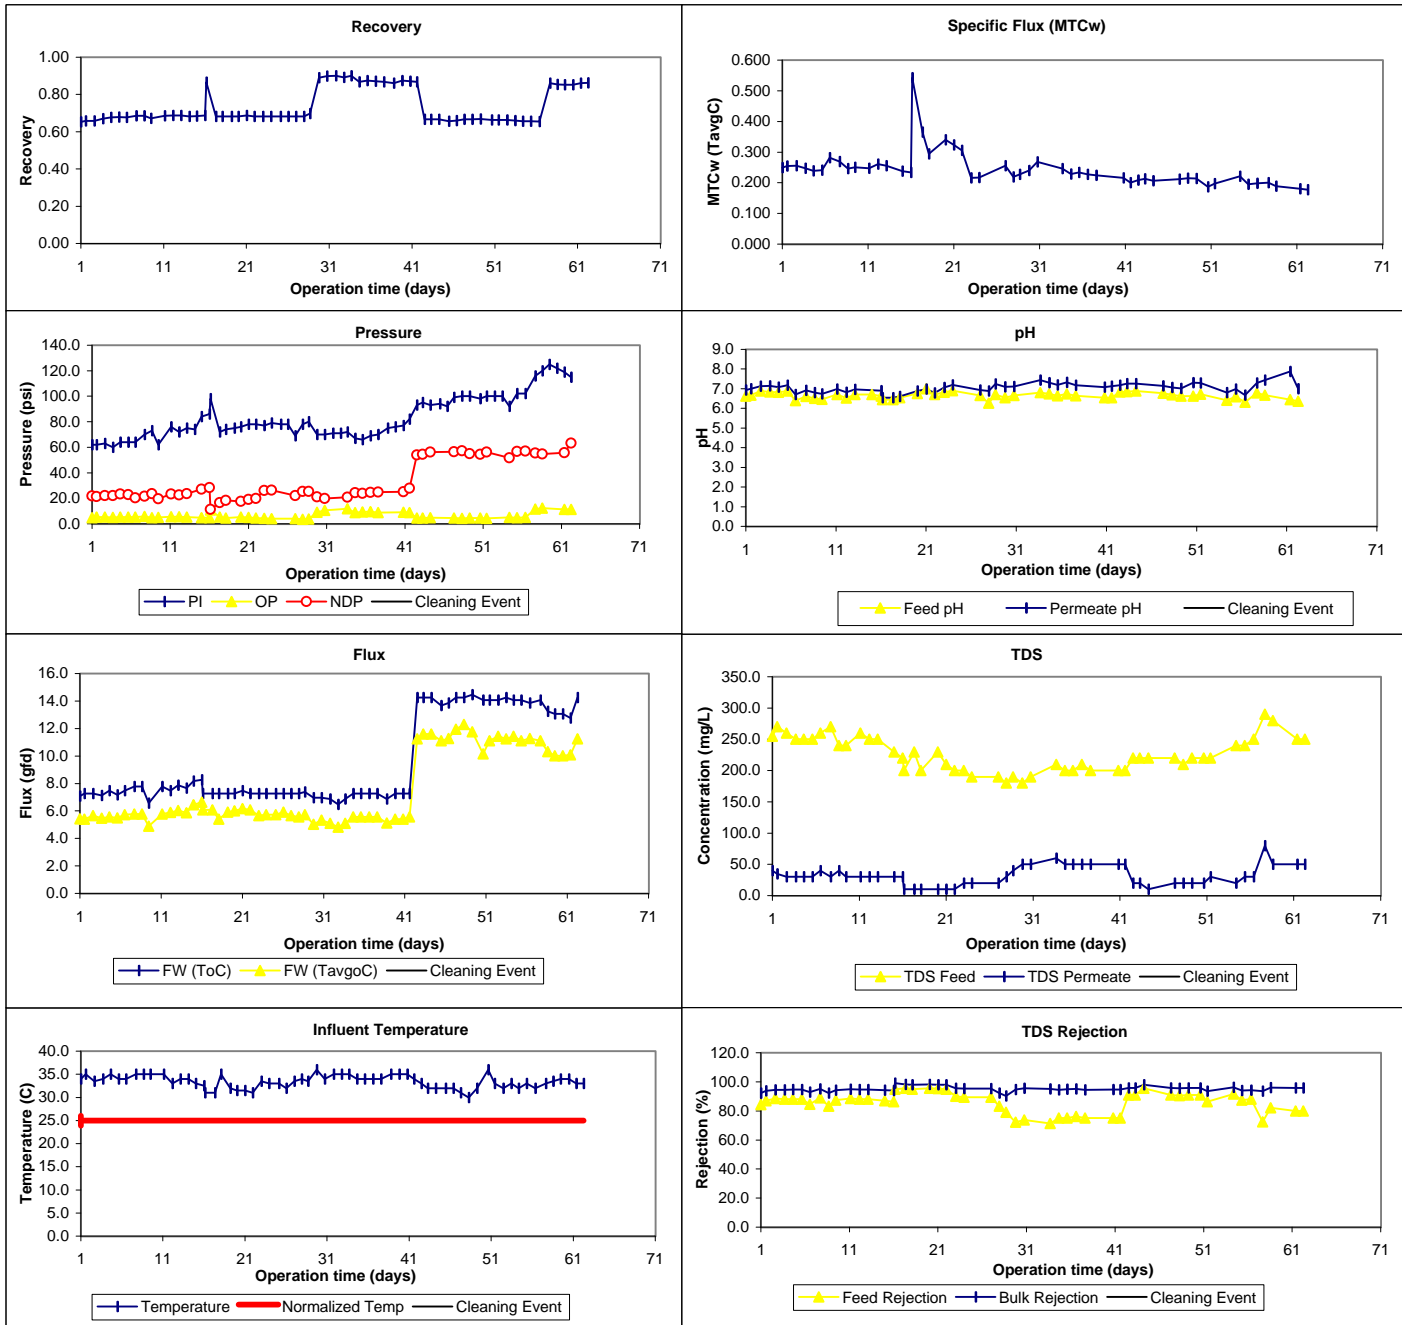 Recovery
1.00
0.80
0.60
0.40
0.20
0.00
Recovery
1 11 21 31 41 51 61 71
Operation time (days)
Specific Flux (MTCw)
0.600
0.500
0.400
0.300
0.200
0.100
0.000
MTCw (TavgC)
1 11 21 31 41 51 61 71
Operation time (days)
Pressure
140.0
120.0
100.0
80.0
60.0
40.0
20.0
0.0
Pressure (psi)
1 11 21 31 41 51 61 71
Operation time (days)
PI OP NDP Cleaning Event
pH
9.0
8.0
7.0
6.0
5.0
4.0
3.0
2.0
1.0
0.0
pH
1 11 21 31 41 51 61 71
Operation time (days)
Feed pH Permeate pH Cleaning Event
Flux
16.0
14.0
12.0
10.0
8.0
6.0
4.0
2.0
0.0
Flux (gfd)
1 11 21 31 41 51 61 71
Operation time (days)
FW (ToC) FW (TavgoC) Cleaning Event
TDS
350.0
300.0
250.0
200.0
150.0
100.0
50.0
0.0
Concentration (mg/L)
1 11 21 31 41 51 61 71
Operation time (days)
TDS Feed TDS Permeate Cleaning Event
Influent Temperature
40.0
35.0
30.0
25.0
20.0
15.0
10.0
5.0
0.0
Temperature (C)
1 11 21 31 41 51 61 71
Operation time (days)
Temperature Normalized Temp Cleaning Event
TDS Rejection
120.0
100.0
80.0
60.0
40.0
20.0
0.0
Rejection (%)
1 11 21 31 41 51 61 71
Operation time (days)
Feed Rejection Bulk Rejection Cleaning Event